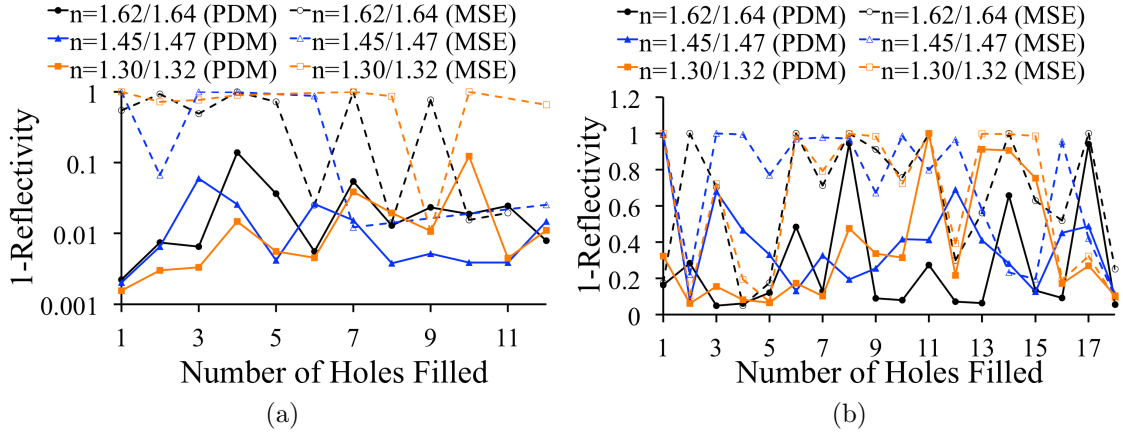 n=1.62/1.64 (PDM) n=1.62/1.64 (MSE)
n=1.45/1.47 (PDM) n=1.45/1.47 (MSE)
n=1.30/1.32 (PDM) n=1.30/1.32 (MSE)
1
0.1
0.01
0.001
1-Reflectivity
1 3 5 7 9 11
Number of Holes Filled
(a)
n=1.62/1.64 (PDM) n=1.62/1.64 (MSE)
n=1.45/1.47 (PDM) n=1.45/1.47 (MSE)
n=1.30/1.32 (PDM) n=1.30/1.32 (MSE)
1.2
1
0.8
0.6
0.4
0.2
0
1-Reflectivity
1 3 5 7 9 11 13 15 17
Number of Holes Filled
(b)